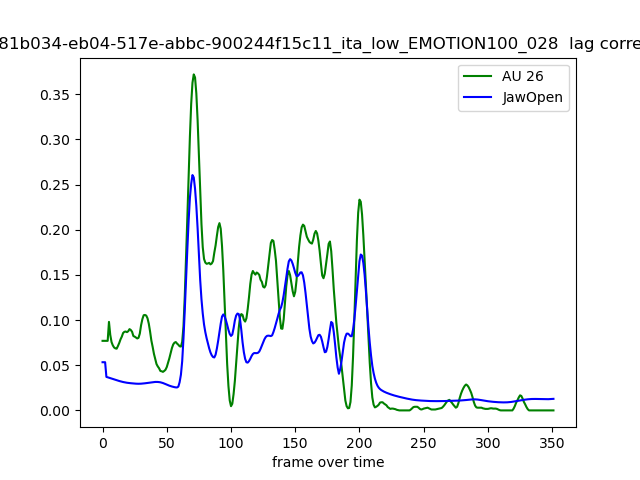 81b034-eb04-517e-abbc-900244f15c11_ita_low_EMOTION100_028 lag corre
AU 26
JawOpen
0.35
0.30
0.25
0.20
0.15
0.10
0.05
0.00
0 50 100 150 200 250 300 350
frame over time